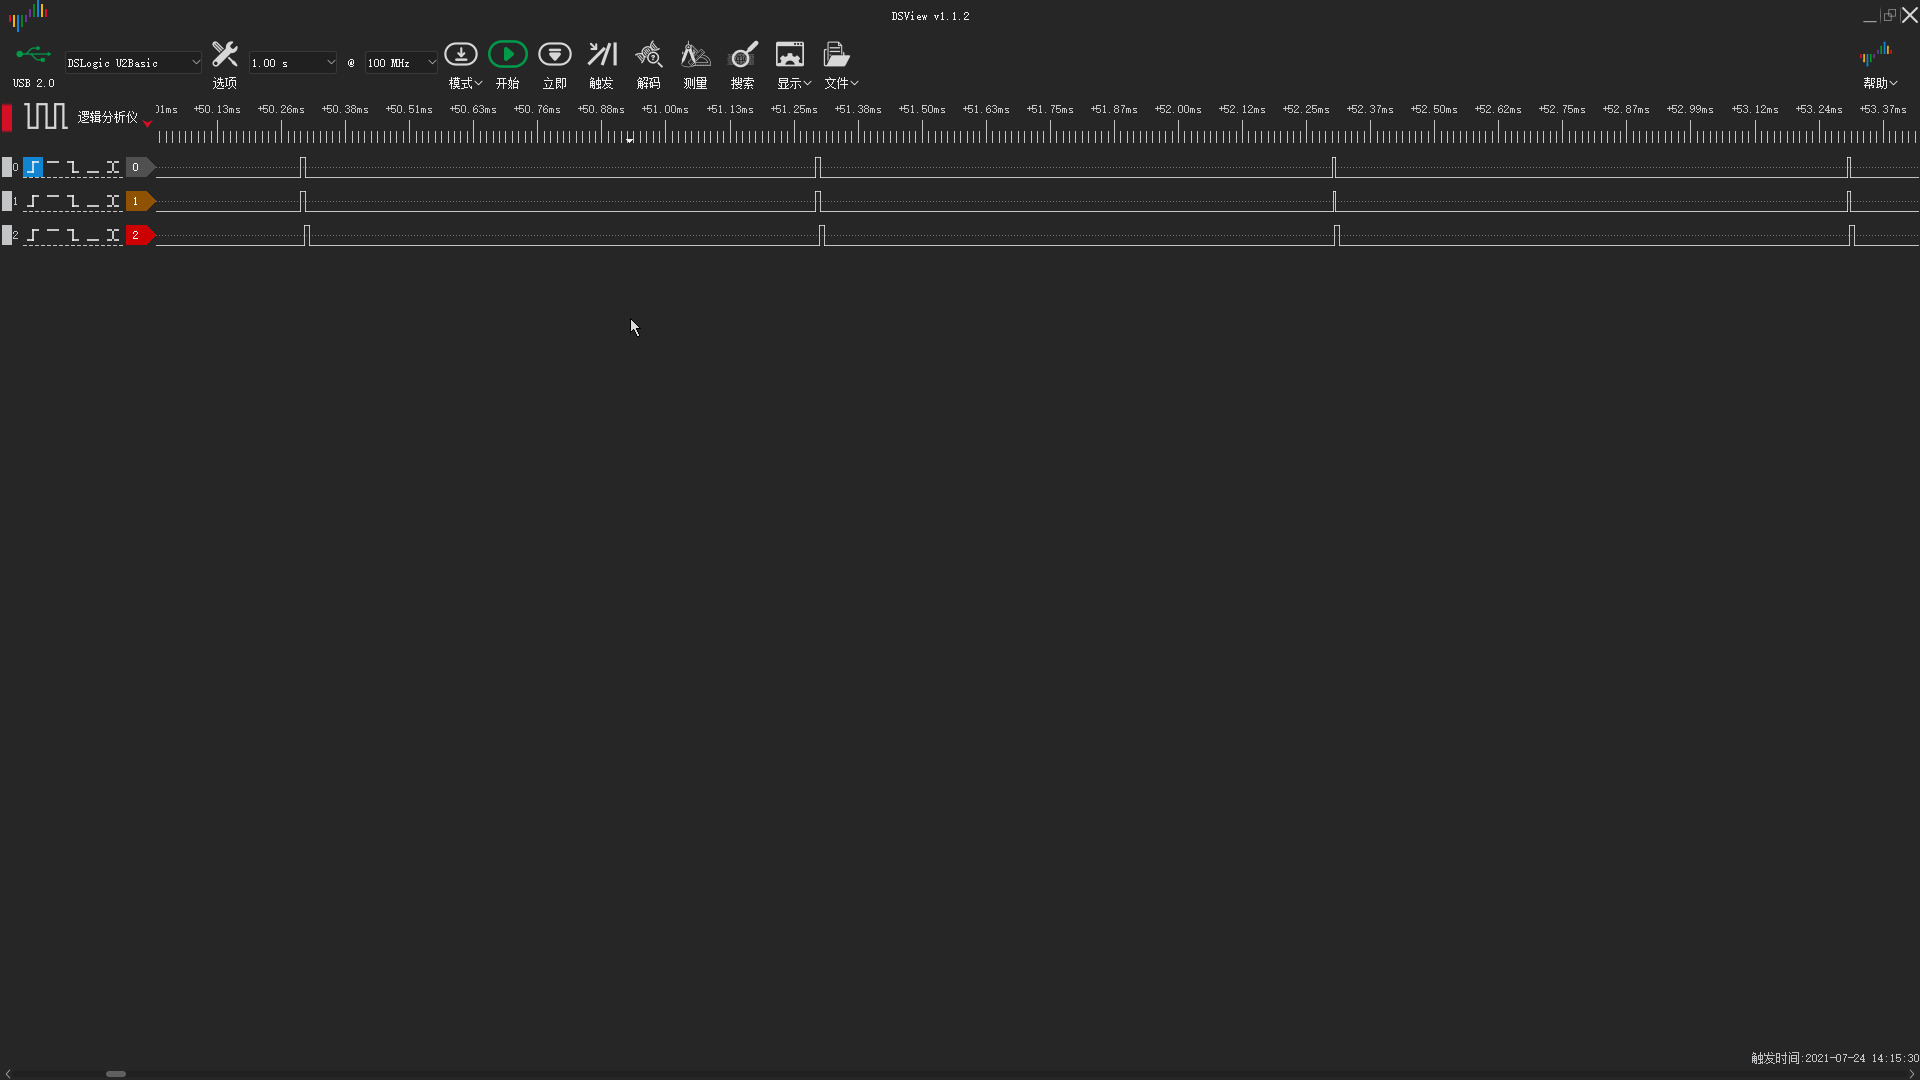 DSView v1.1.2
DSLogic U2Basic 1.00 s @ 100 MHz
USB 2.0 选项 模式 开始 立即 触发 解码 测量 搜索 显示 文件 帮助
逻辑分析仪 01ms +50.13ms +50.26ms +50.38ms +50.51ms +50.63ms +50.76ms +50.88ms +51.00ms +51.13ms +51.25ms +51.38ms +51.50ms +51.63ms +51.75ms +51.87ms +52.00ms +52.12ms +52.25ms +52.37ms +52.50ms +52.62ms +52.75ms +52.87ms +52.99ms +53.12ms +53.24ms +53.37ms
0 0
1 1
2 2
触发时间:2021-07-24 14:15:30